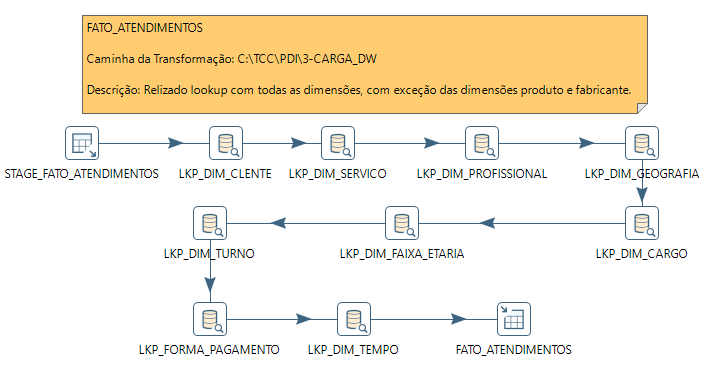 FATO_ATENDIMENTOS
Caminha da Transformação: C:\TCC\PDI\3-CARGA_DW
Descrição: Relizado lookup com todas as dimensões, com exceção das dimensões produto e fabricante.
STAGE_FATO_ATENDIMENTOS
LKP_DIM_CLENTE
LKP_DIM_SERVICO
LKP_DIM_PROFISSIONAL
LKP_DIM_GEOGRAFIA
LKP_DIM_TURNO
LKP_DIM_FAIXA_ETARIA
LKP_DIM_CARGO
LKP_FORMA_PAGAMENTO
LKP_DIM_TEMPO
FATO_ATENDIMENTOS